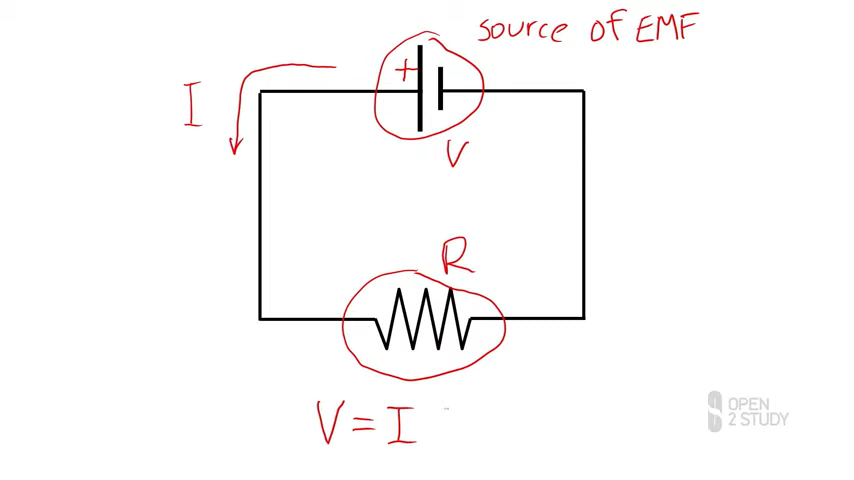 source of EMF
+
I
V
R
V = I
OPEN
2 STUDY